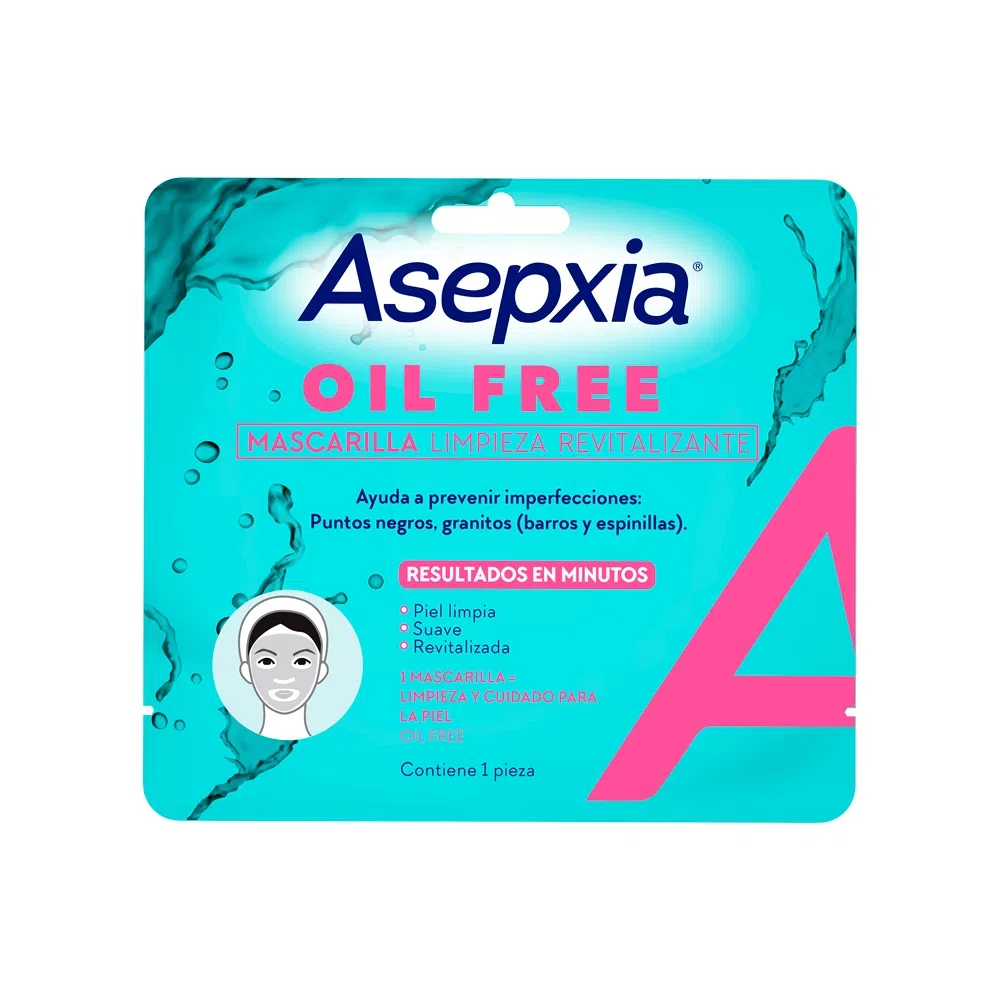 Asepxia®
OIL FREE
MASCARILLA LIMPIEZA REVITALIZANTE
Ayuda a prevenir imperfecciones:
Puntos negros, granitos (barros y espinillas).
RESULTADOS EN MINUTOS
Piel limpia
Suave
Revitalizada
1 MASCARILLA =
LIMPIEZA Y CUIDADO PARA
LA PIEL
OIL FREE
Contiene 1 pieza
A